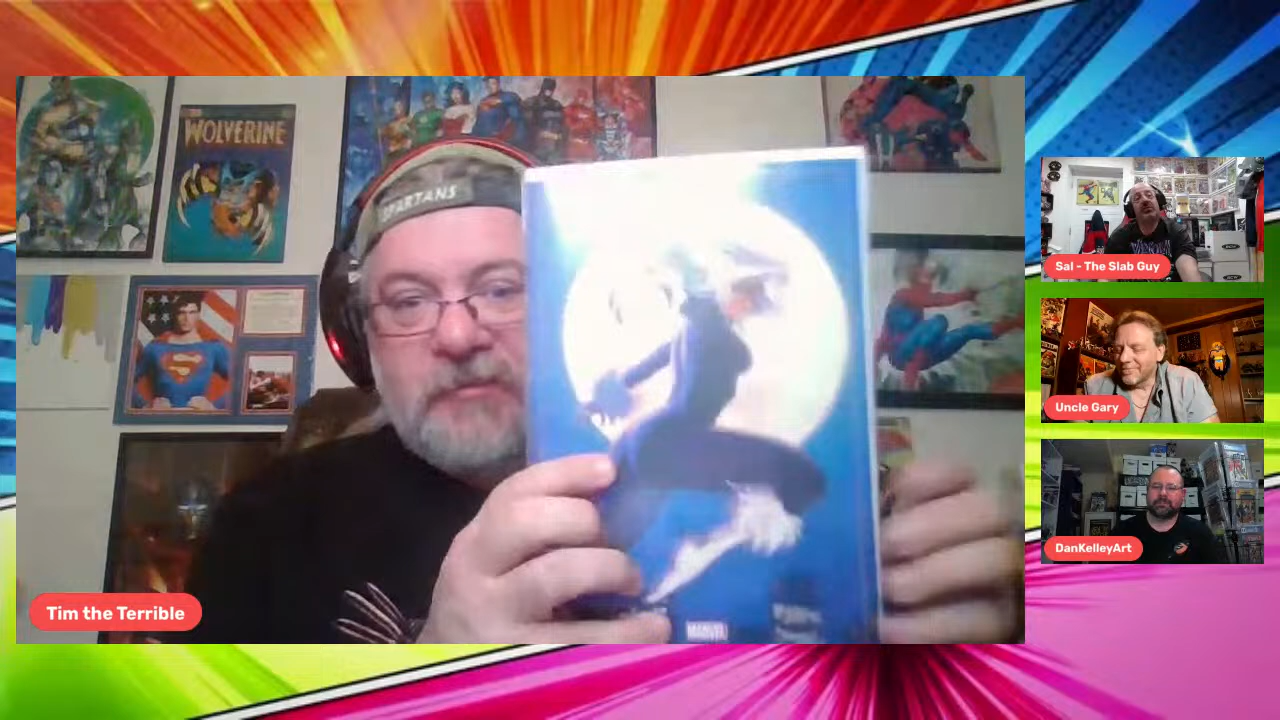 WOLVERINE
SPARTANS
MARVEL
Tim the Terrible
Sal - The Slab Guy
Uncle Gary
DanKelleyArt